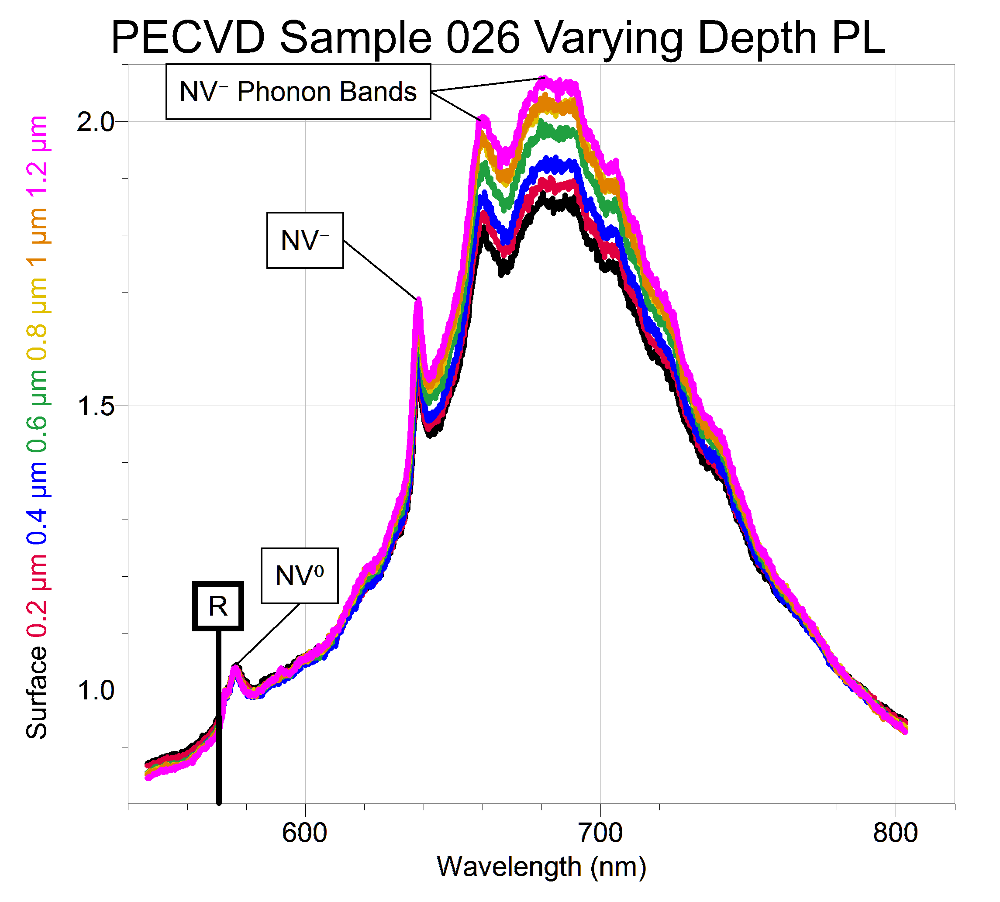 PECVD Sample 026 Varying Depth PL
NV⁻ Phonon Bands
NV⁻
NV⁰
R
2.0
1.5
1.0
Surface 0.2 µm 0.4 µm 0.6 µm 0.8 µm 1 µm 1.2 µm
600 700 800
Wavelength (nm)